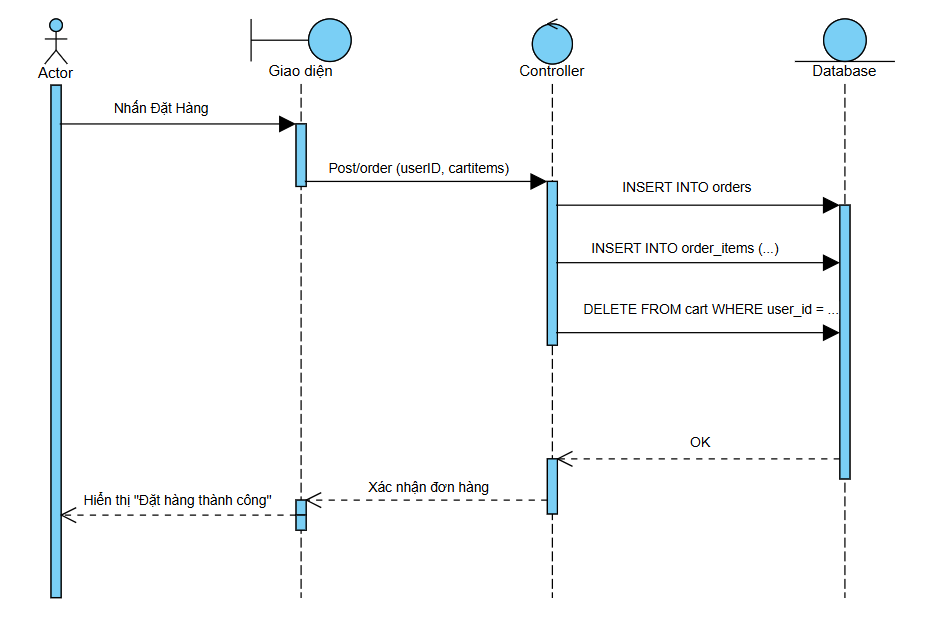 Actor
Giao diện
Controller
Database
Nhấn Đặt Hàng
Post/order (userID, cartitems)
INSERT INTO orders
INSERT INTO order_items (...)
DELETE FROM cart WHERE user_id = ...
OK
Xác nhận đơn hàng
Hiển thị "Đặt hàng thành công"